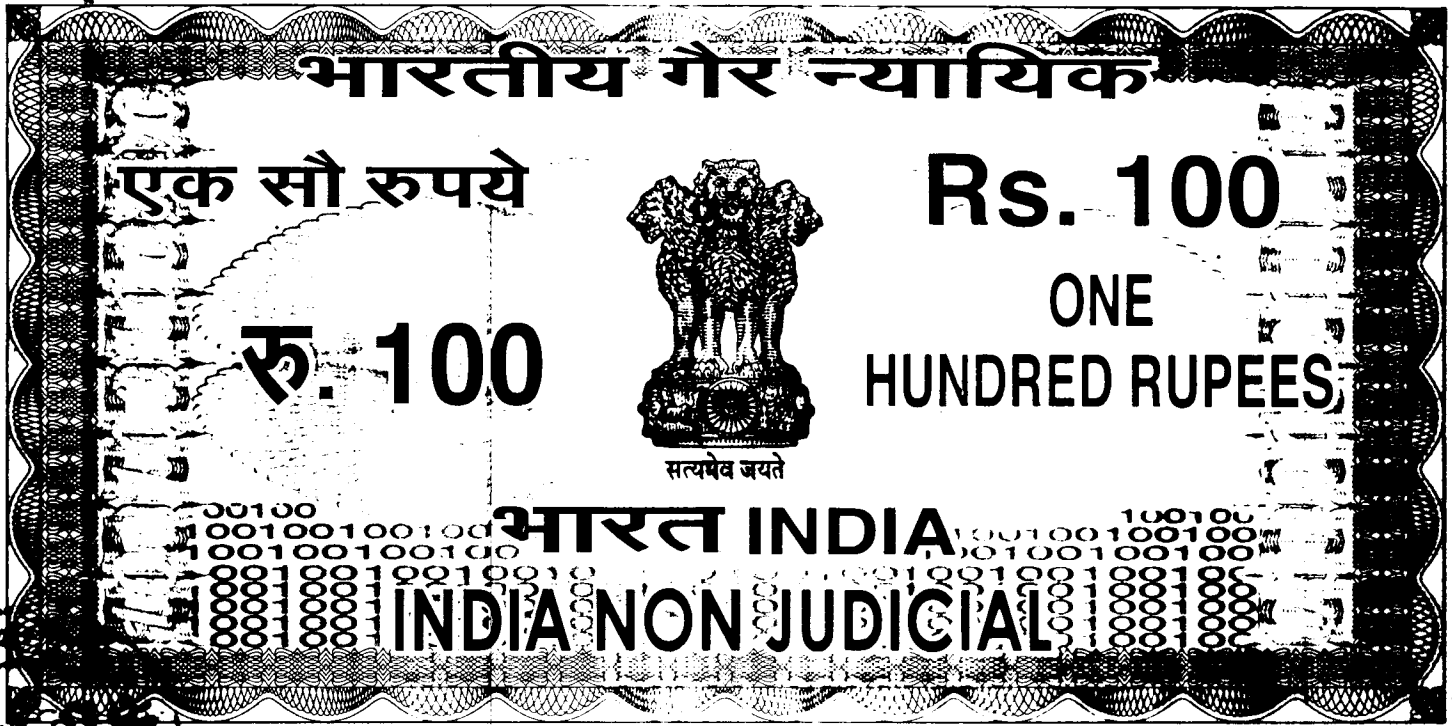 भारतीय गैर न्यायिक
एक सौ रुपये
Rs. 100
रु. 100
ONE
HUNDRED RUPEES
सत्यमेव जयते
भारत INDIA
INDIA NON JUDICIAL